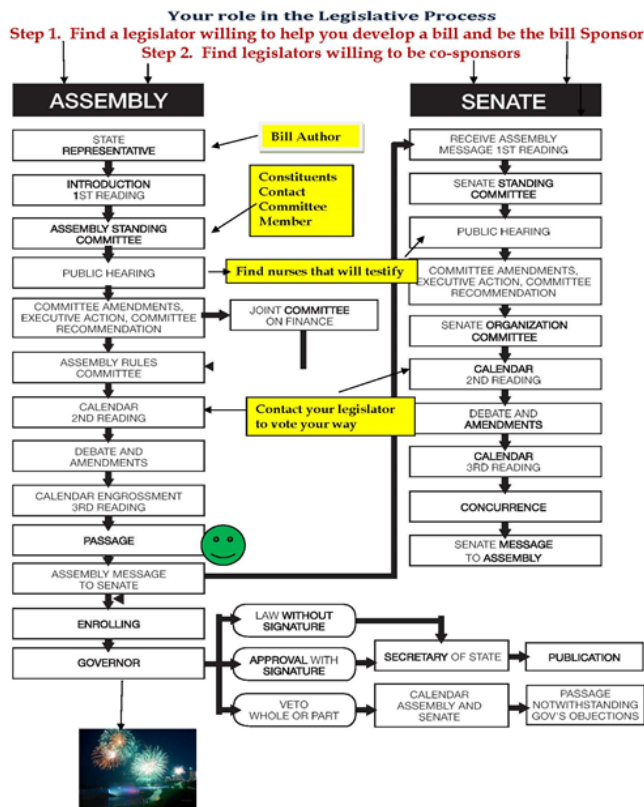 Your role in the Legislative Process
Step 1. Find a legislator willing to help you develop a bill and be the bill Sponsor
Step 2. Find legislators willing to be co-sponsors
ASSEMBLY
STATE
REPRESENTATIVE
INTRODUCTION
1ST READING
ASSEMBLY STANDING
COMMITTEE
PUBLIC HEARING
COMMITTEE AMENDMENTS,
EXECUTIVE ACTION, COMMITTEE
RECOMMENDATION
ASSEMBLY RULES
COMMITTEE
CALENDAR
2ND READING
DEBATE AND
AMENDMENTS
CALENDAR ENGROSSMENT
3RD READING
PASSAGE
ASSEMBLY MESSAGE
TO SENATE
ENROLLING
GOVERNOR
Bill Author
Constituents
Contact
Committee
Member
Find nurses that will testify
JOINT COMMITTEE
ON FINANCE
Contact your legislator
to vote your way
SENATE
RECEIVE ASSEMBLY
MESSAGE 1ST READING
SENATE STANDING
COMMITTEE
PUBLIC HEARING
COMMITTEE AMENDMENTS,
EXECUTIVE ACTION, COMMITTEE
RECOMMENDATION
SENATE ORGANIZATION
COMMITTEE
CALENDAR
2ND READING
DEBATE AND
AMENDMENTS
CALENDAR
3RD READING
CONCURRENCE
SENATE MESSAGE
TO ASSEMBLY
LAW WITHOUT
SIGNATURE
APPROVAL WITH
SIGNATURE
SECRETARY OF STATE
PUBLICATION
VETO
WHOLE OR PART
CALENDAR
ASSEMBLY AND
SENATE
PASSAGE
NOTWITHSTANDING
GOV'S OBJECTIONS